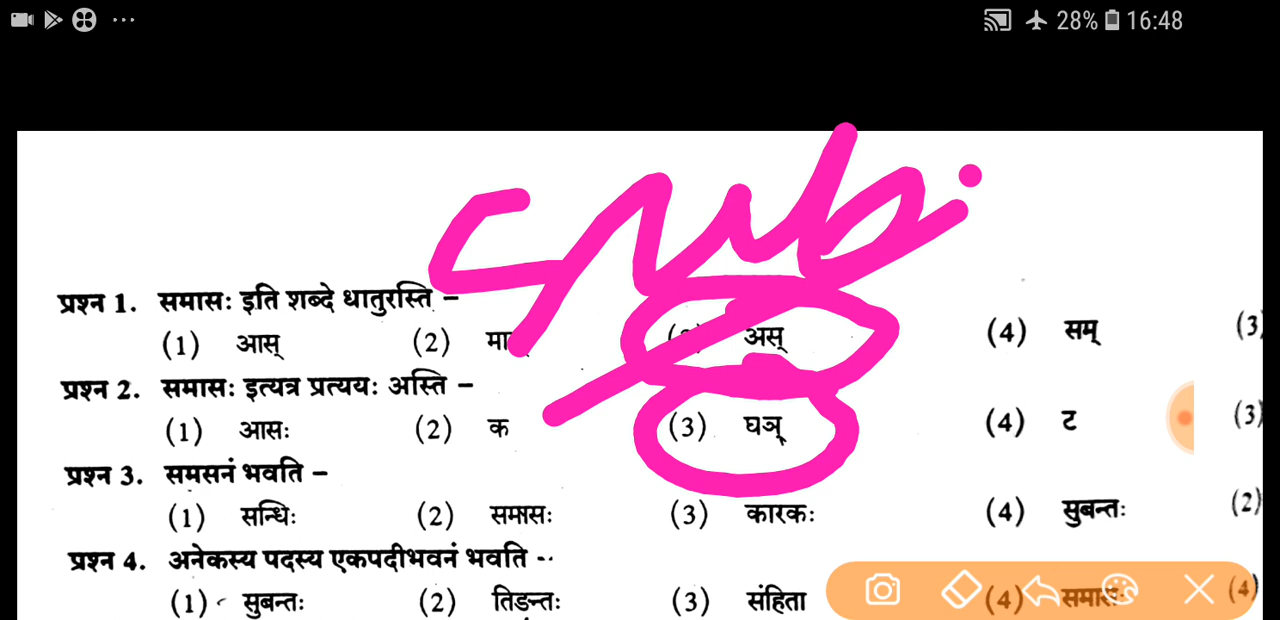 28% 16:48
प्रश्न 1. समासः इति शब्दे धातुरस्ति –
(1) आस् (2) (3) अस् (4) सम् (3)
प्रश्न 2. समासः इत्यत्र प्रत्ययः अस्ति –
(1) आसः (2) क (3) घञ् (4) ट (3)
प्रश्न 3. समसनं भवति –
(1) सन्धिः (2) समासः (3) कारकः (4) सुबन्तः (2)
प्रश्न 4. अनेकस्य पदस्य एकपदीभवनं भवति --
(1) सुबन्तः (2) तिङन्तः (3) संहिता (4) समासः (4)